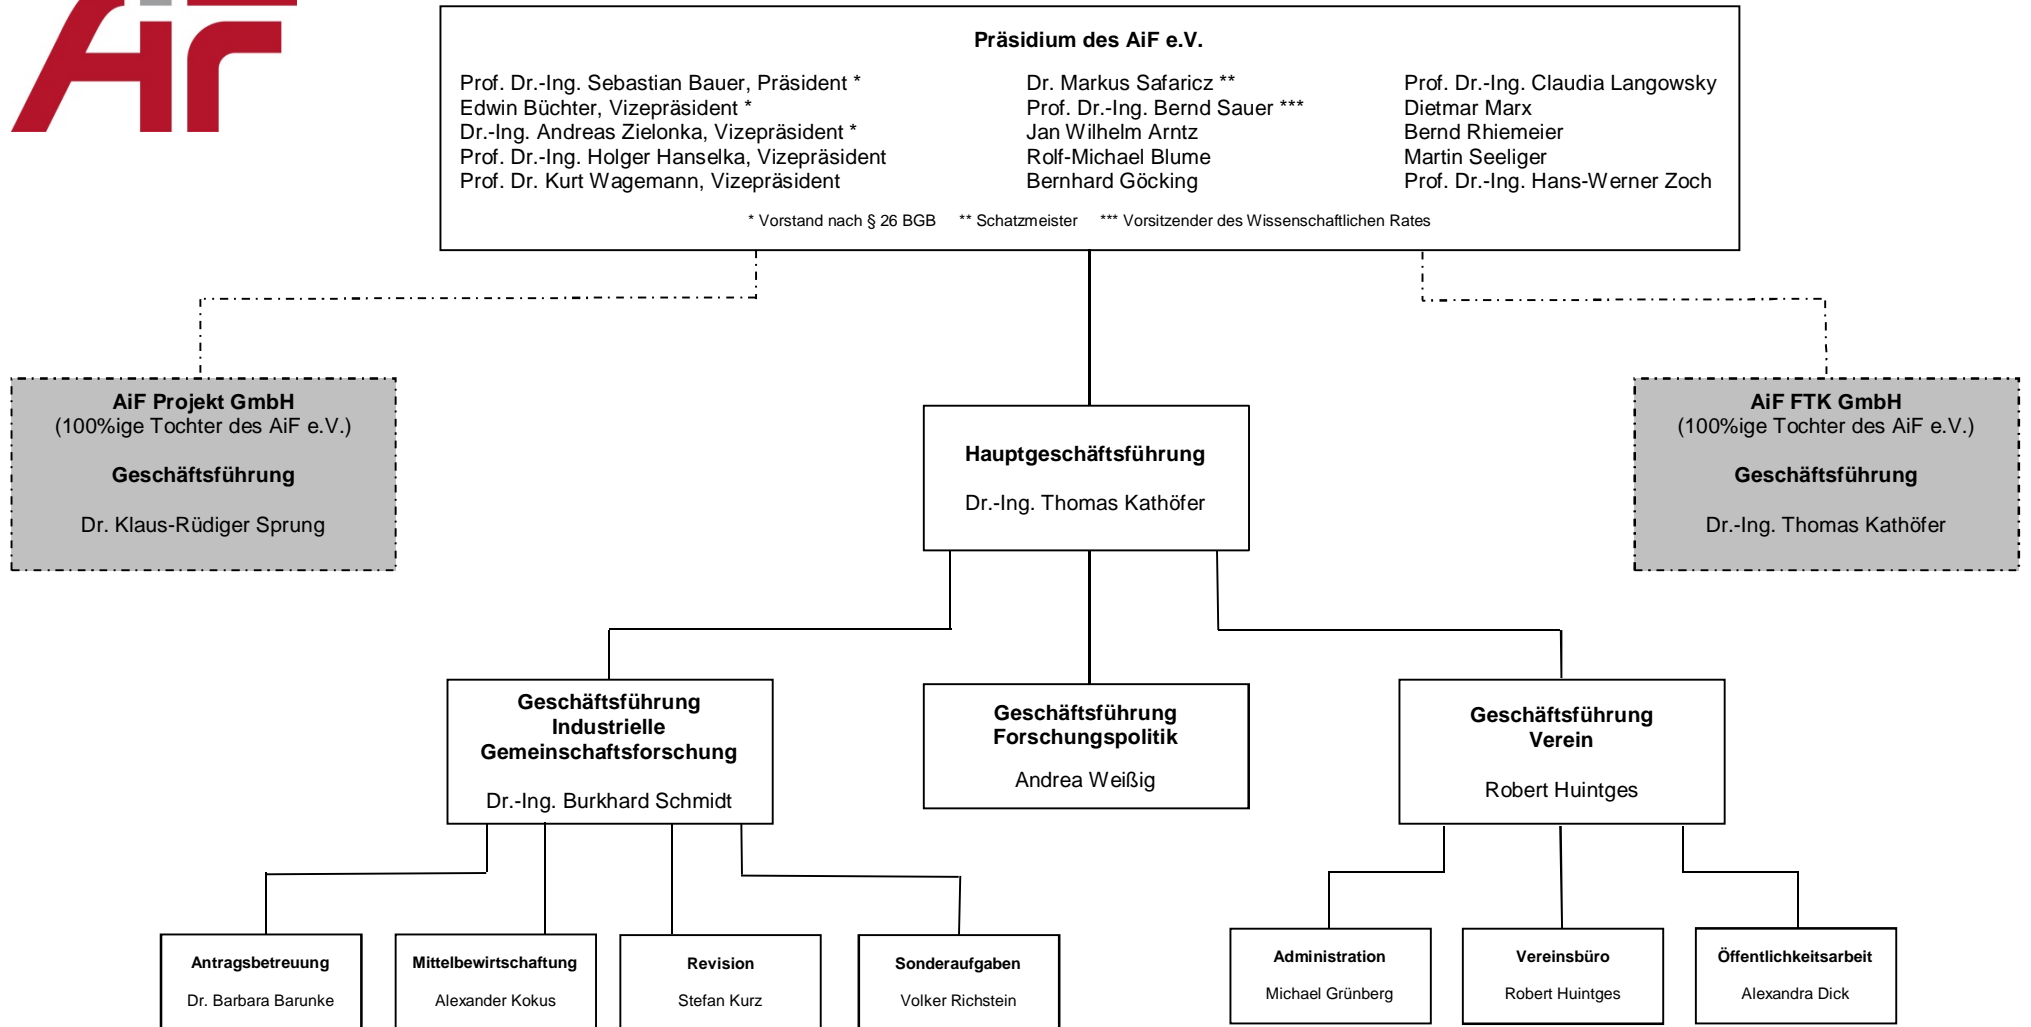 AiF
Präsidium des AiF e.V.
Prof. Dr.-Ing. Sebastian Bauer, Präsident *
Edwin Büchter, Vizepräsident *
Dr.-Ing. Andreas Zielonka, Vizepräsident *
Prof. Dr.-Ing. Holger Hanselka, Vizepräsident
Prof. Dr. Kurt Wagemann, Vizepräsident
Dr. Markus Safaricz **
Prof. Dr.-Ing. Bernd Sauer ***
Jan Wilhelm Arntz
Rolf-Michael Blume
Bernhard Göcking
Prof. Dr.-Ing. Claudia Langowsky
Dietmar Marx
Bernd Rhiemeier
Martin Seeliger
Prof. Dr.-Ing. Hans-Werner Zoch
* Vorstand nach § 26 BGB ** Schatzmeister *** Vorsitzender des Wissenschaftlichen Rates
AiF Projekt GmbH
(100%ige Tochter des AiF e.V.)
Geschäftsführung
Dr. Klaus-Rüdiger Sprung
Hauptgeschäftsführung
Dr.-Ing. Thomas Kathöfer
AiF FTK GmbH
(100%ige Tochter des AiF e.V.)
Geschäftsführung
Dr.-Ing. Thomas Kathöfer
Geschäftsführung
Industrielle
Gemeinschaftsforschung
Dr.-Ing. Burkhard Schmidt
Geschäftsführung
Forschungspolitik
Andrea Weißig
Geschäftsführung
Verein
Robert Huintges
Antragsbetreuung
Dr. Barbara Barunke
Mittelbewirtschaftung
Alexander Kokus
Revision
Stefan Kurz
Sonderaufgaben
Volker Richstein
Administration
Michael Grünberg
Vereinsbüro
Robert Huintges
Öffentlichkeitsarbeit
Alexandra Dick